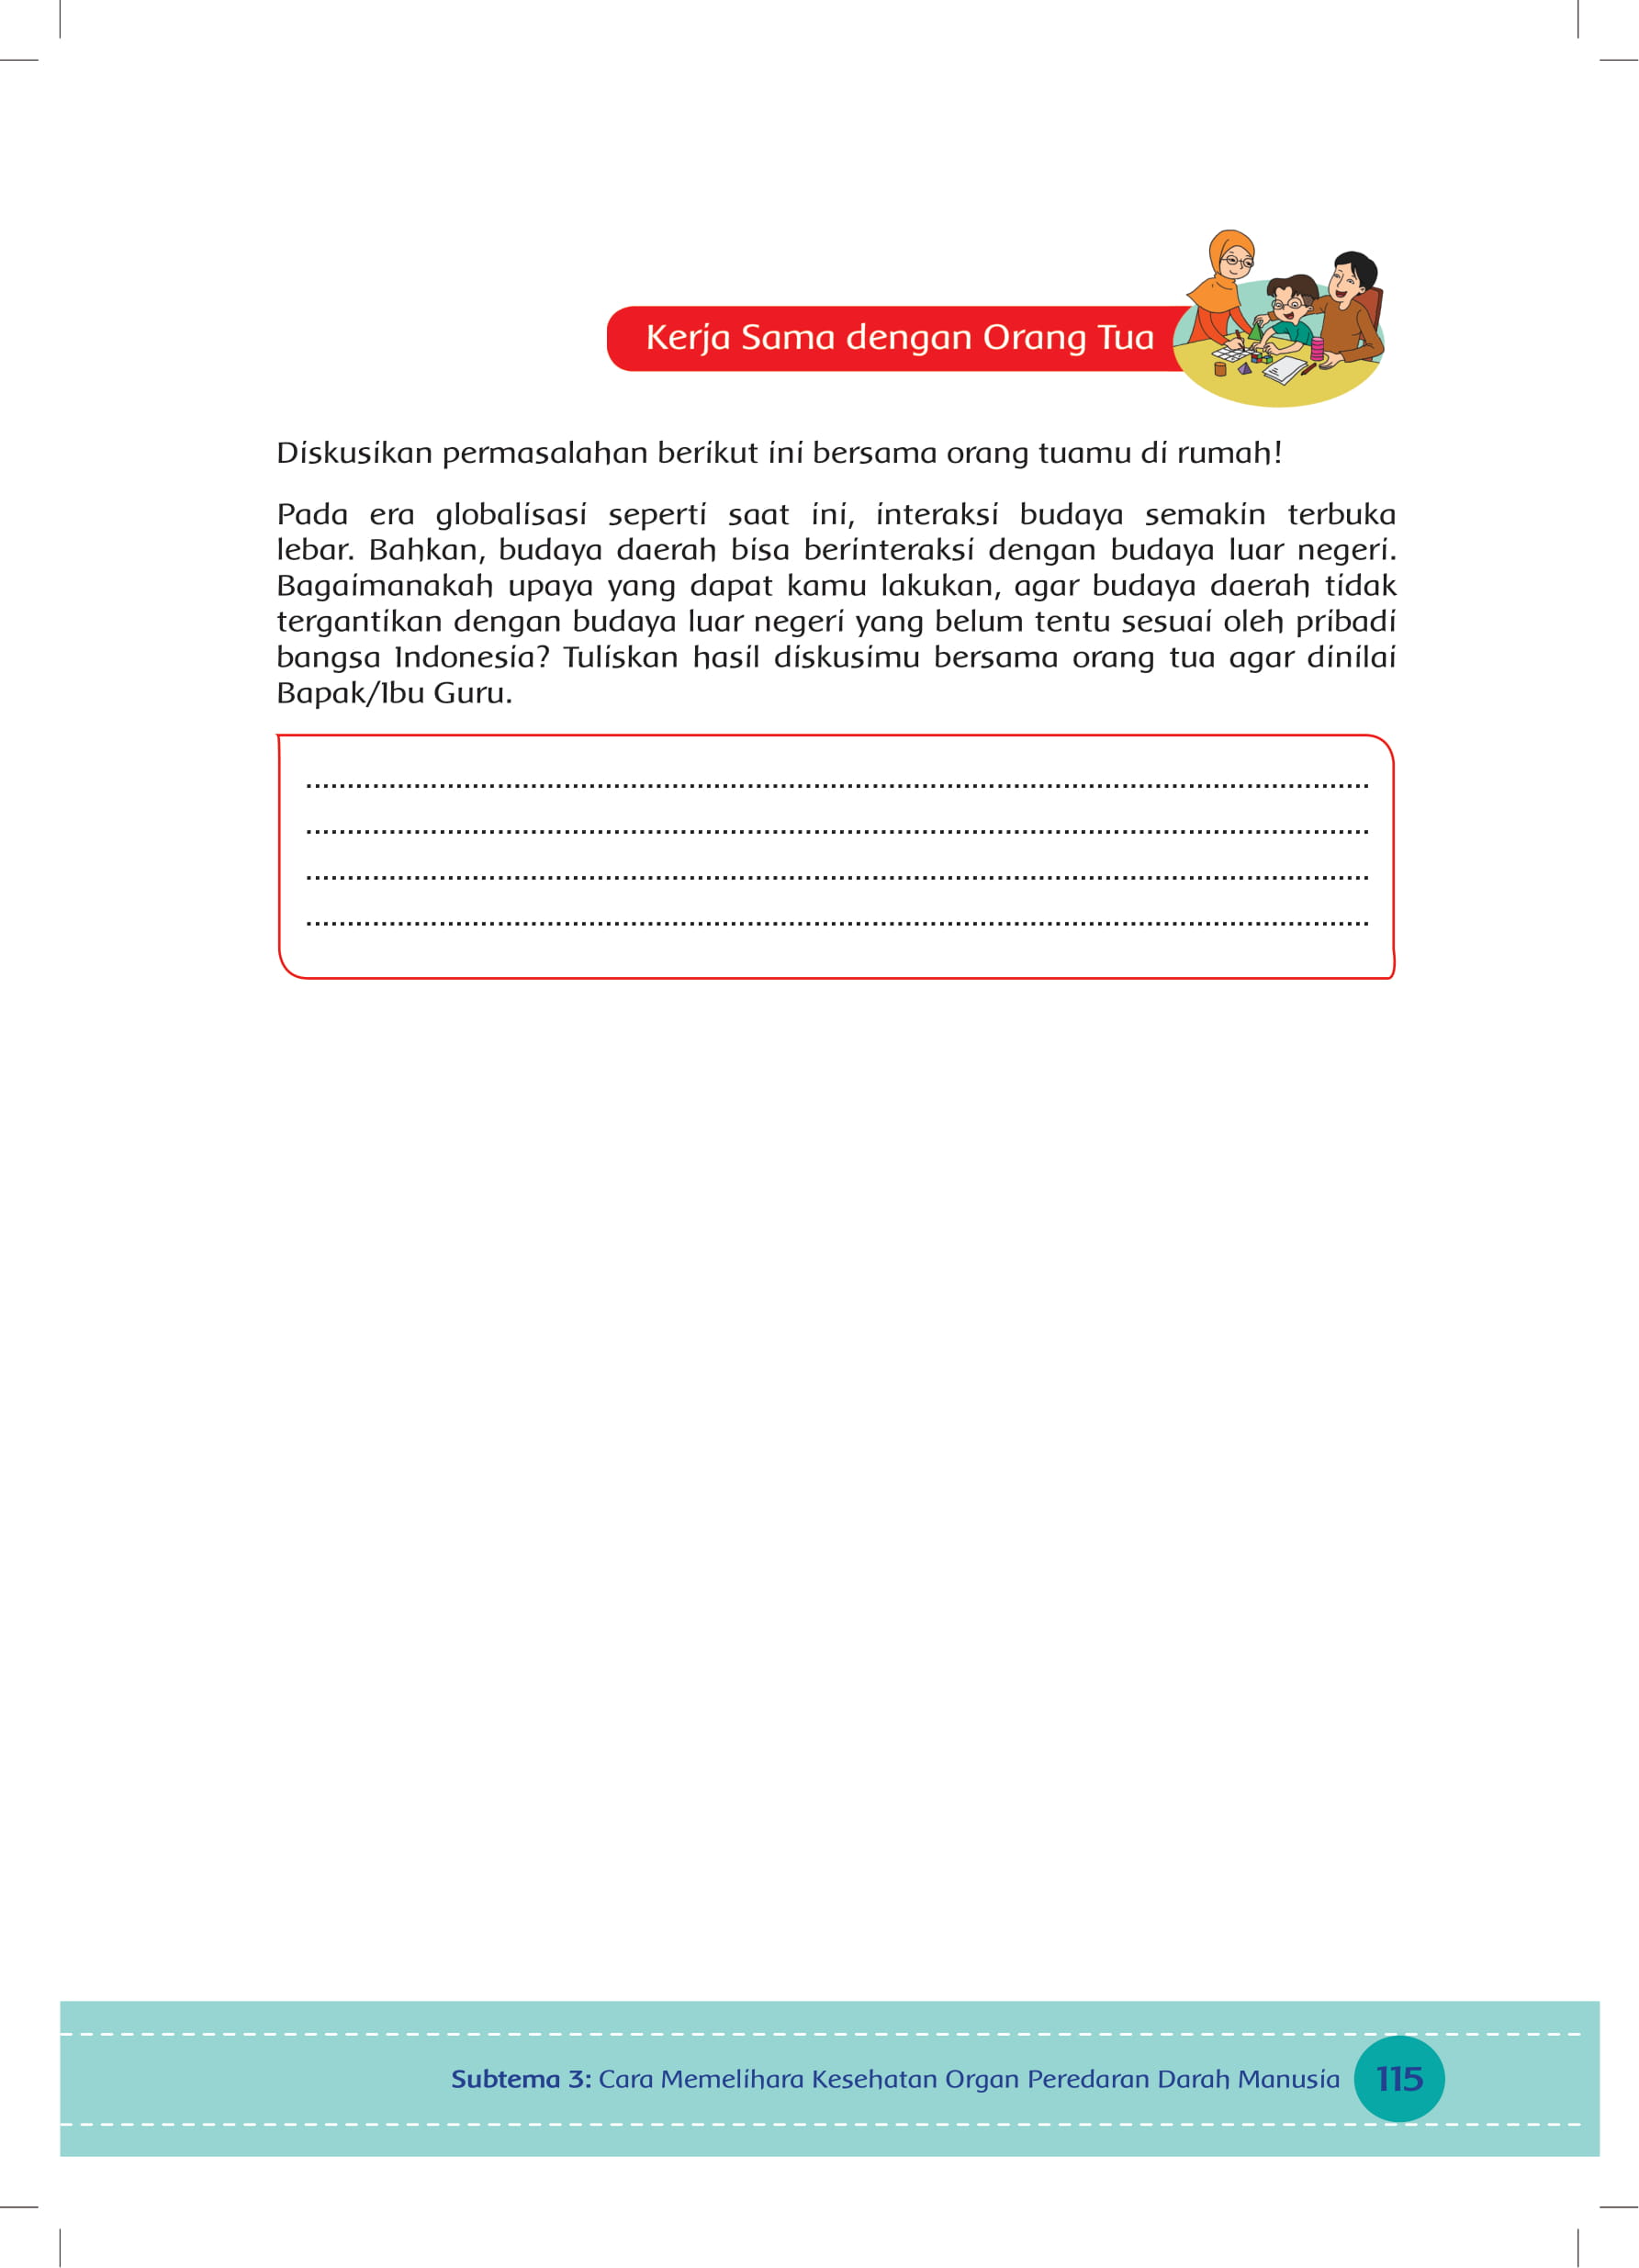 Kerja Sama dengan Orang Tua
Diskusikan permasalahan berikut ini bersama orang tuamu di rumah!
Pada era globalisasi seperti saat ini, interaksi budaya semakin terbuka
lebar. Bahkan, budaya daerah bisa berinteraksi dengan budaya luar negeri.
Bagaimanakah upaya yang dapat kamu lakukan, agar budaya daerah tidak
tergantikan dengan budaya luar negeri yang belum tentu sesuai oleh pribadi
bangsa Indonesia? Tuliskan hasil diskusimu bersama orang tua agar dinilai
Bapak/Ibu Guru.
Subtema 3: Cara Memelihara Kesehatan Organ Peredaran Darah Manusia 115